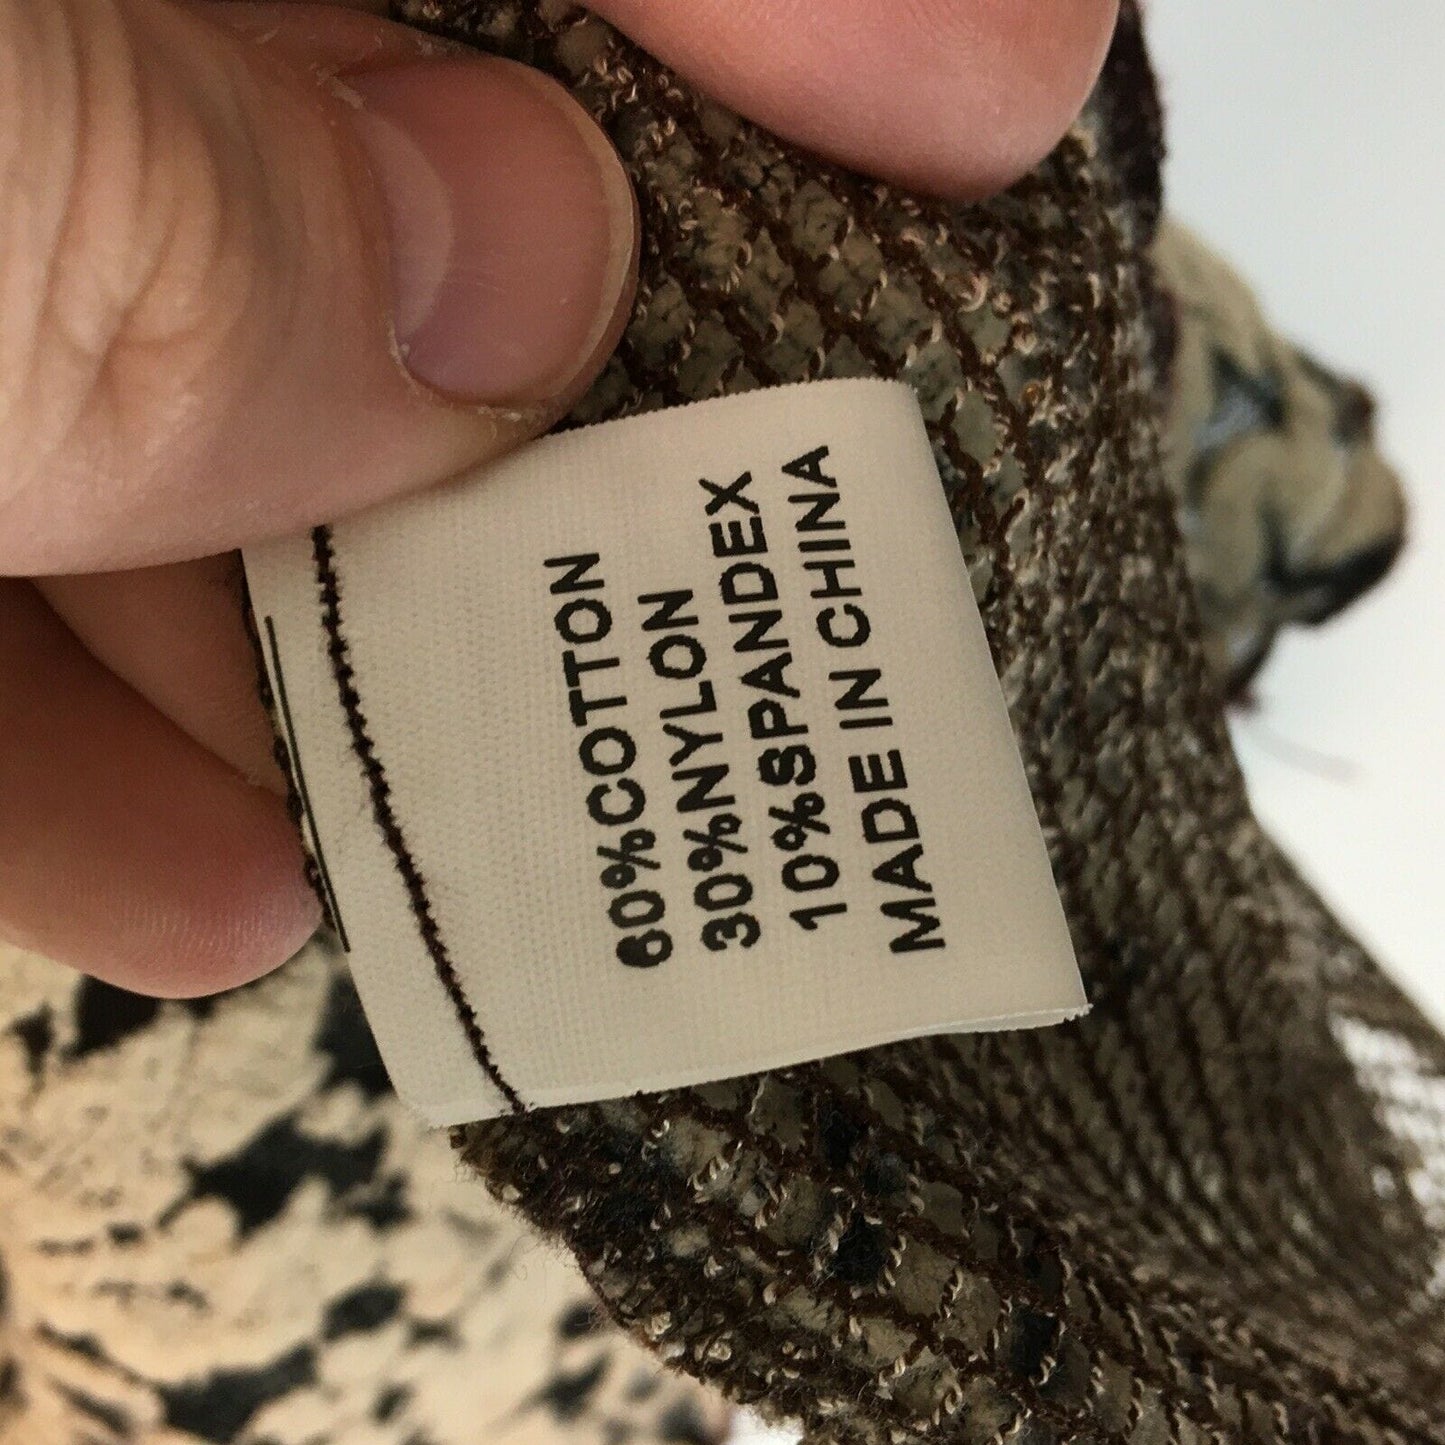 60%COTTON
30%NYLON
10%SPANDEX
MADE IN CHINA